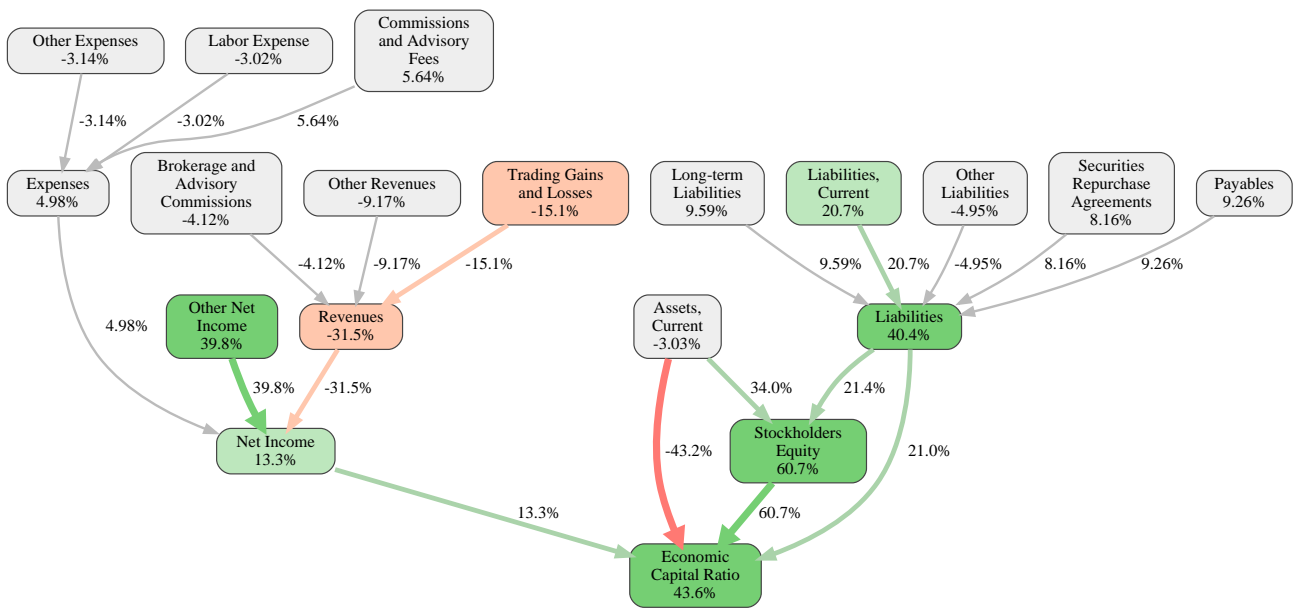 Other Expenses
-3.14%
Labor Expense
-3.02%
Commissions
and Advisory
Fees
5.64%
-3.14%
-3.02%
5.64%
Expenses
4.98%
Brokerage and
Advisory
Commissions
-4.12%
Other Revenues
-9.17%
Trading Gains
and Losses
-15.1%
Long-term
Liabilities
9.59%
Liabilities,
Current
20.7%
Other
Liabilities
-4.95%
Securities
Repurchase
Agreements
8.16%
Payables
9.26%
-4.12%
-9.17%
-15.1%
9.59%
20.7%
-4.95%
8.16%
9.26%
4.98%
Other Net
Income
39.8%
Revenues
-31.5%
Assets,
Current
-3.03%
Liabilities
40.4%
39.8%
-31.5%
34.0%
21.4%
Net Income
13.3%
-43.2%
Stockholders
Equity
60.7%
21.0%
13.3%
60.7%
Economic
Capital Ratio
43.6%